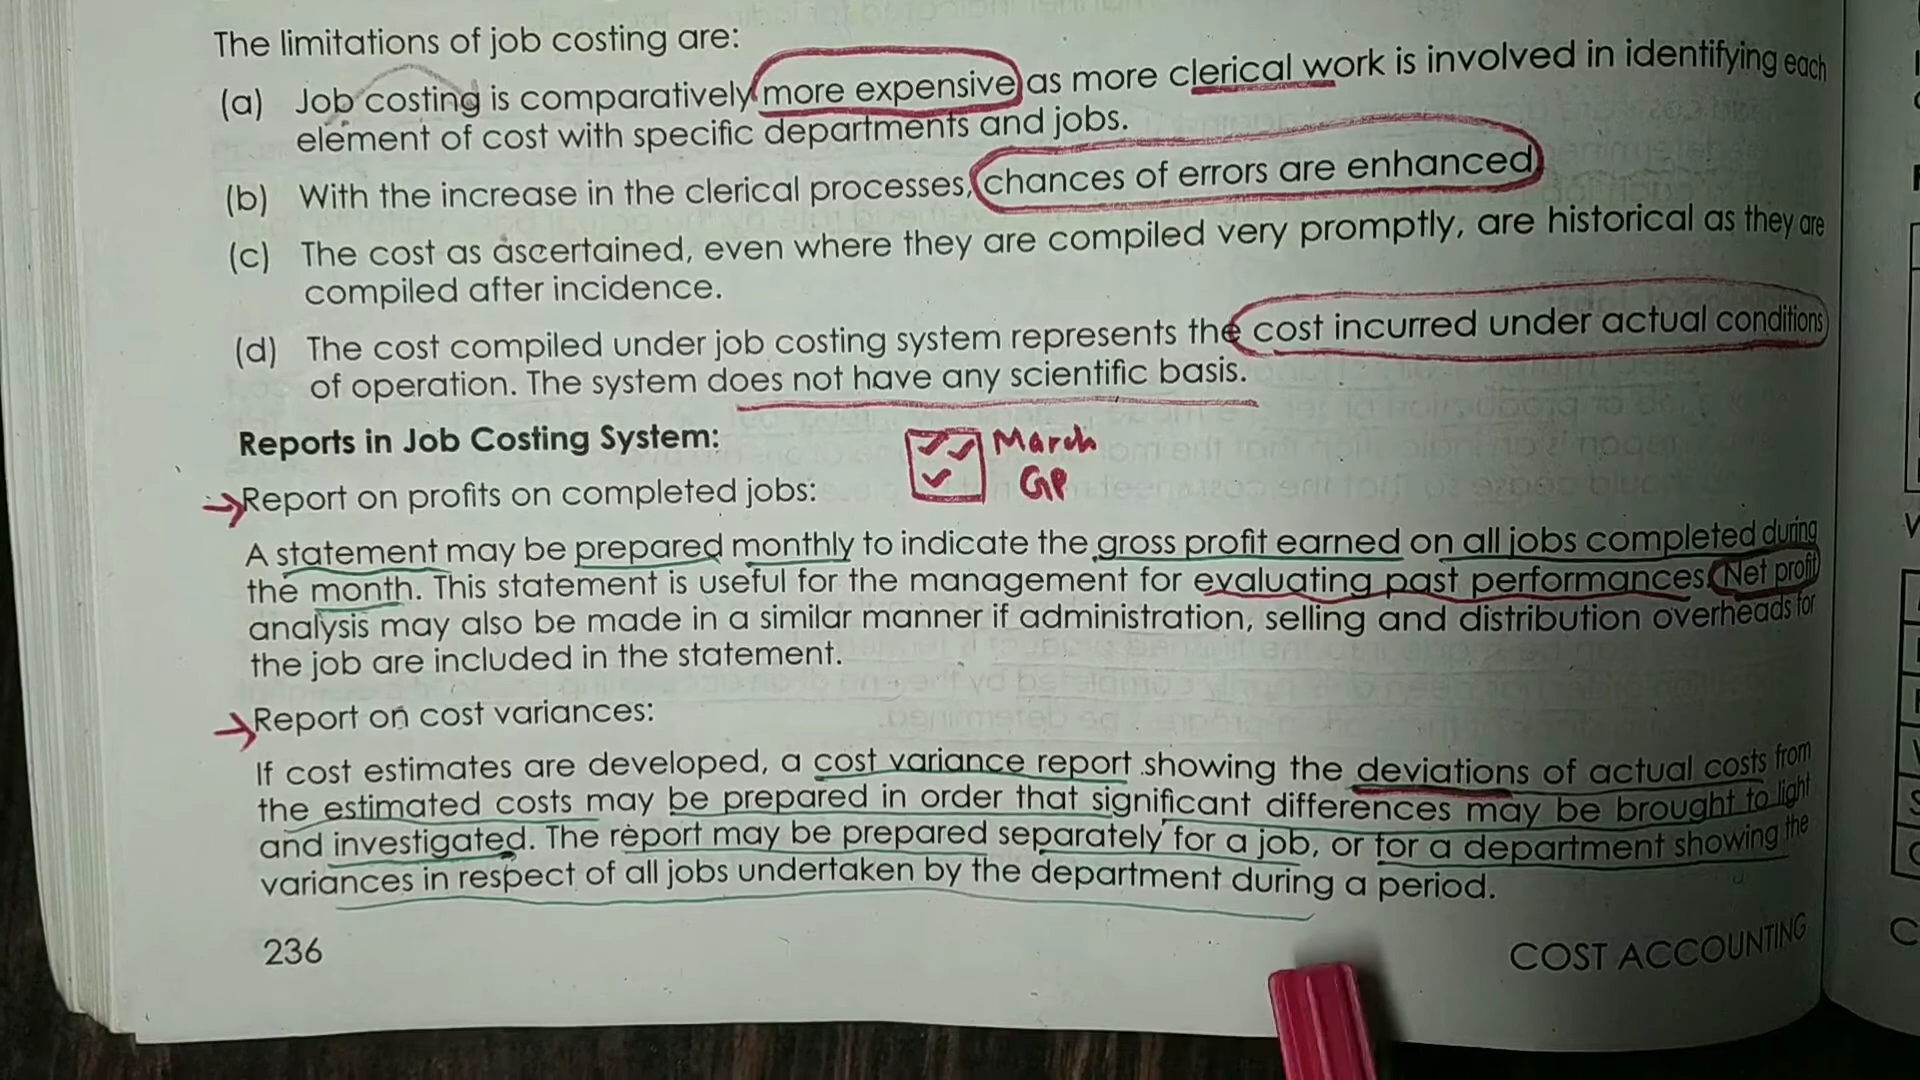 The limitations of job costing are:
(a) Job costing is comparatively more expensive as more clerical work is involved in identifying each
element of cost with specific departments and jobs.
(b) With the increase in the clerical processes, chances of errors are enhanced.
(c) The cost as ascertained, even where they are compiled very promptly, are historical as they are
compiled after incidence.
(d) The cost compiled under job costing system represents the cost incurred under actual conditions
of operation. The system does not have any scientific basis.
Reports in Job Costing System:
March
GP
Report on profits on completed jobs:
A statement may be prepared monthly to indicate the gross profit earned on all jobs completed during
the month. This statement is useful for the management for evaluating past performances. Net profit
analysis may also be made in a similar manner if administration, selling and distribution overheads for
the job are included in the statement.
Report on cost variances:
If cost estimates are developed, a cost variance report showing the deviations of actual costs from
the estimated costs may be prepared in order that significant differences may be brought to light
and investigated. The report may be prepared separately for a job, or for a department showing the
variances in respect of all jobs undertaken by the department during a period.
236
COST ACCOUNTING